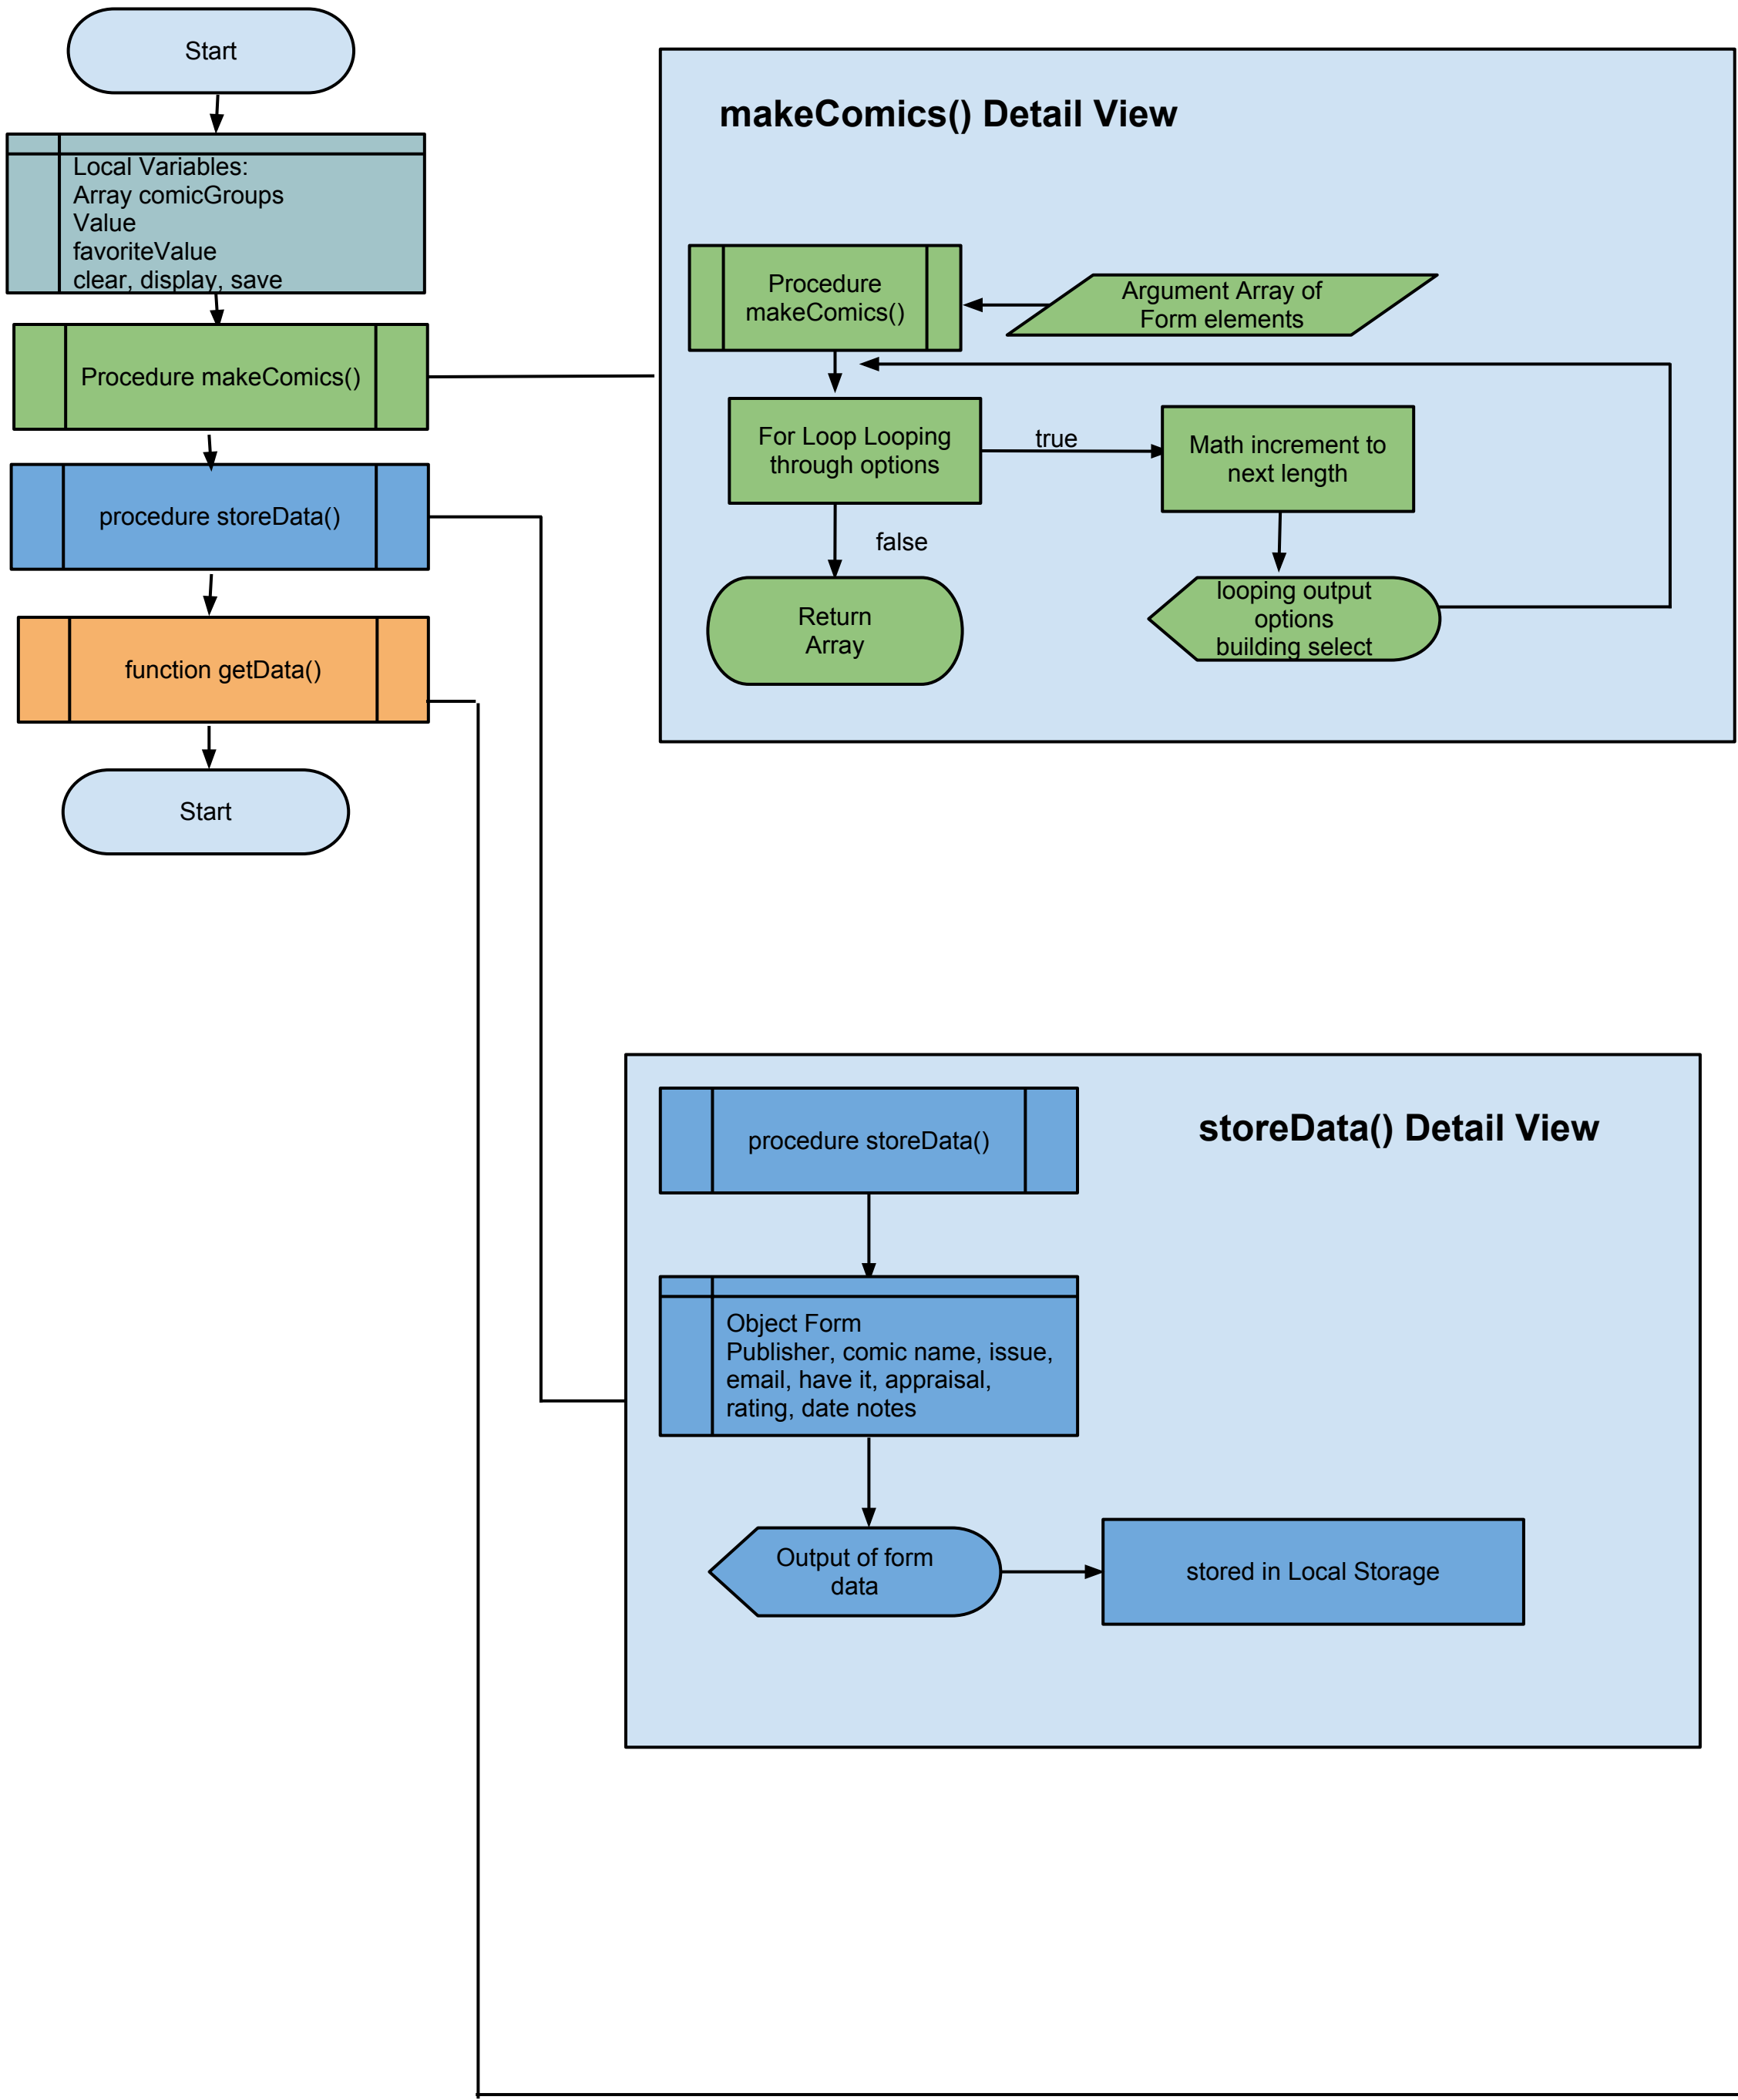 Start
Local Variables:
Array comicGroups
Value
favoriteValue
clear, display, save
Procedure makeComics()
procedure storeData()
function getData()
Start
makeComics() Detail View
Procedure
makeComics()
Argument Array of
Form elements
For Loop Looping
through options
true
Math increment to
next length
false
Return
Array
looping output
options
building select
storeData() Detail View
procedure storeData()
Object Form
Publisher, comic name, issue,
email, have it, appraisal,
rating, date notes
Output of form
data
stored in Local Storage